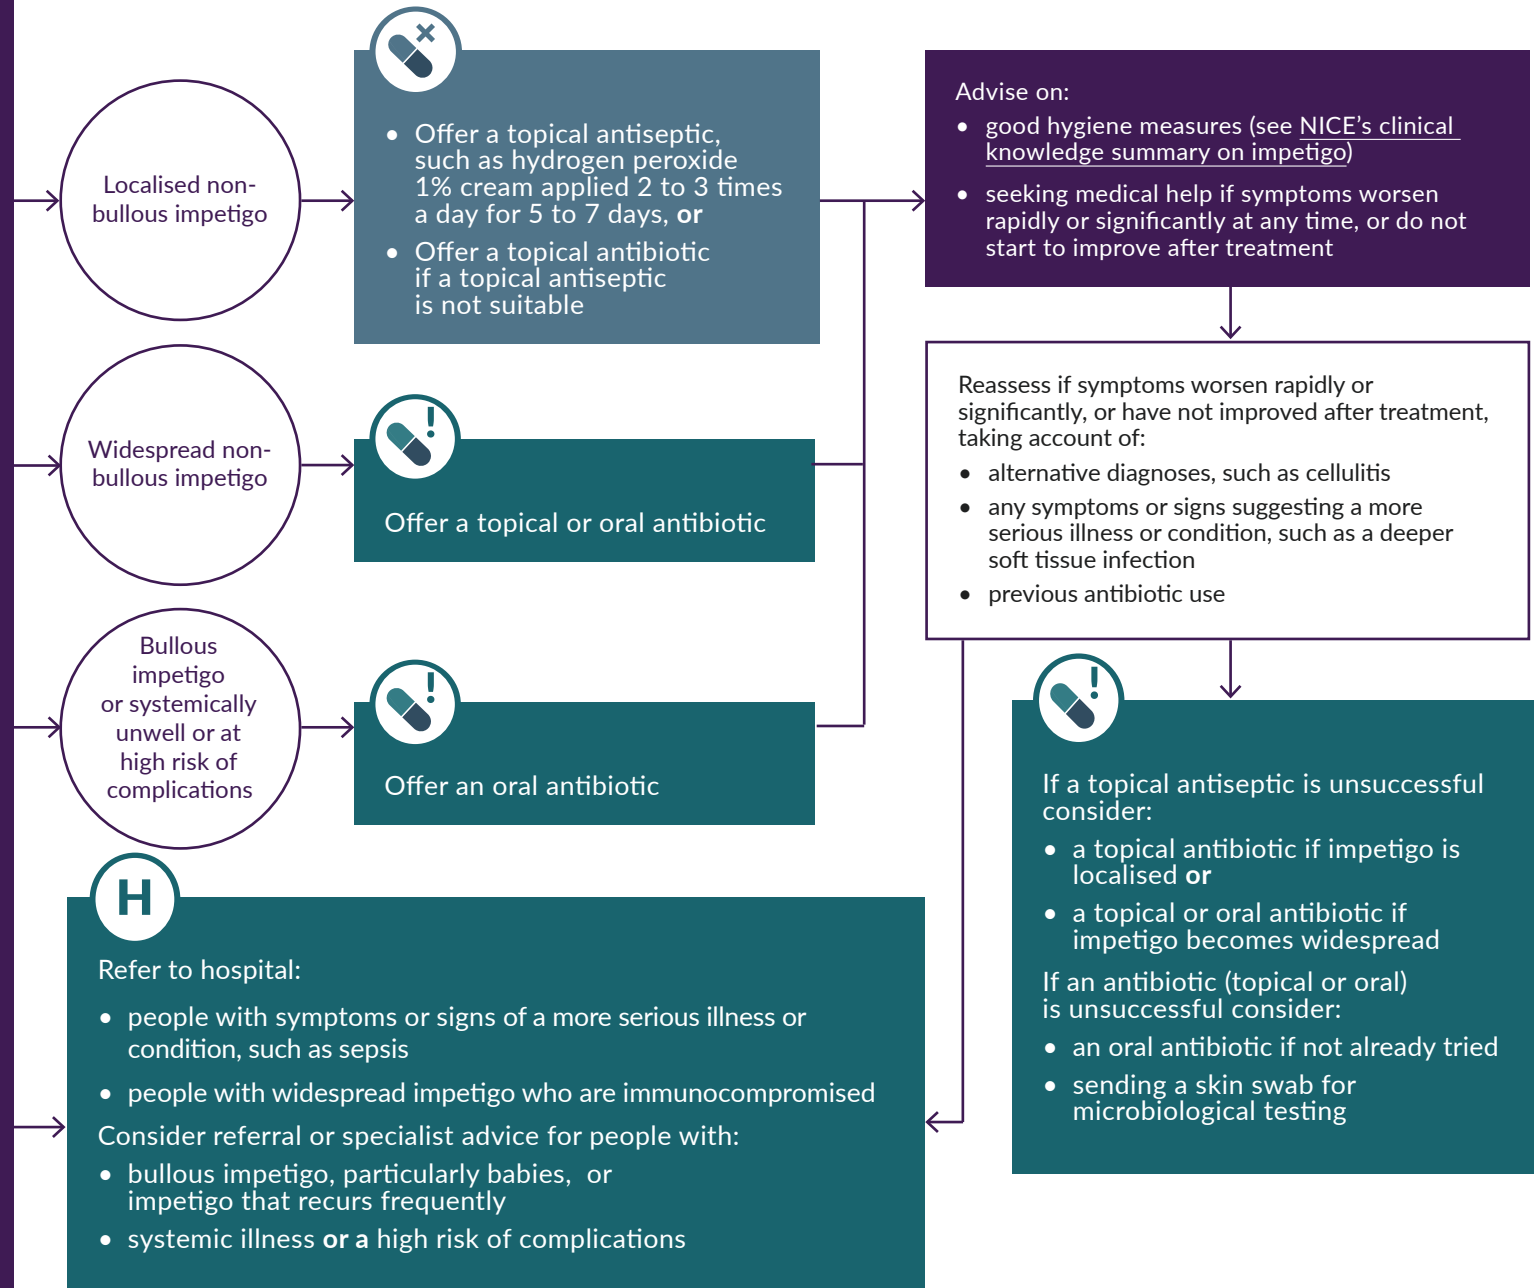 Localised non-
bullous impetigo
• Offer a topical antiseptic,
such as hydrogen peroxide
1% cream applied 2 to 3 times
a day for 5 to 7 days, or
• Offer a topical antibiotic
if a topical antiseptic
is not suitable
Widespread non-
bullous impetigo
Offer a topical or oral antibiotic
Bullous
impetigo
or systemically
unwell or at
high risk of
complications
Offer an oral antibiotic
H
Refer to hospital:
• people with symptoms or signs of a more serious illness or
condition, such as sepsis
• people with widespread impetigo who are immunocompromised
Consider referral or specialist advice for people with:
• bullous impetigo, particularly babies, or
impetigo that recurs frequently
• systemic illness or a high risk of complications
Advise on:
• good hygiene measures (see NICE’s clinical
knowledge summary on impetigo)
• seeking medical help if symptoms worsen
rapidly or significantly at any time, or do not
start to improve after treatment
Reassess if symptoms worsen rapidly or
significantly, or have not improved after treatment,
taking account of:
• alternative diagnoses, such as cellulitis
• any symptoms or signs suggesting a more
serious illness or condition, such as a deeper
soft tissue infection
• previous antibiotic use
If a topical antiseptic is unsuccessful
consider:
• a topical antibiotic if impetigo is
localised or
• a topical or oral antibiotic if
impetigo becomes widespread
If an antibiotic (topical or oral)
is unsuccessful consider:
• an oral antibiotic if not already tried
• sending a skin swab for
microbiological testing